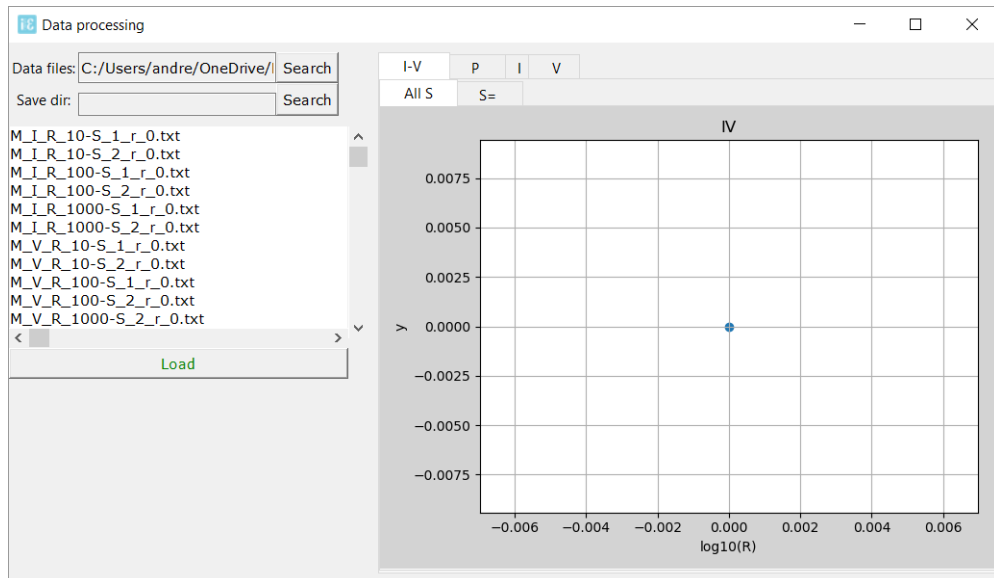 Data processing
Data files: C:/Users/andre/OneDrive/ Search
Save dir: Search
M_I_R_10-S_1_r_0.txt
M_I_R_10-S_2_r_0.txt
M_I_R_100-S_1_r_0.txt
M_I_R_100-S_2_r_0.txt
M_I_R_1000-S_1_r_0.txt
M_I_R_1000-S_2_r_0.txt
M_V_R_10-S_1_r_0.txt
M_V_R_10-S_2_r_0.txt
M_V_R_100-S_1_r_0.txt
M_V_R_100-S_2_r_0.txt
M_V_R_1000-S_2_r_0.txt
Load
I-V P I V
All S S=
IV
0.0075
0.0050
0.0025
0.0000
−0.0025
−0.0050
−0.0075
y
−0.006 −0.004 −0.002 0.000 0.002 0.004 0.006
log10(R)